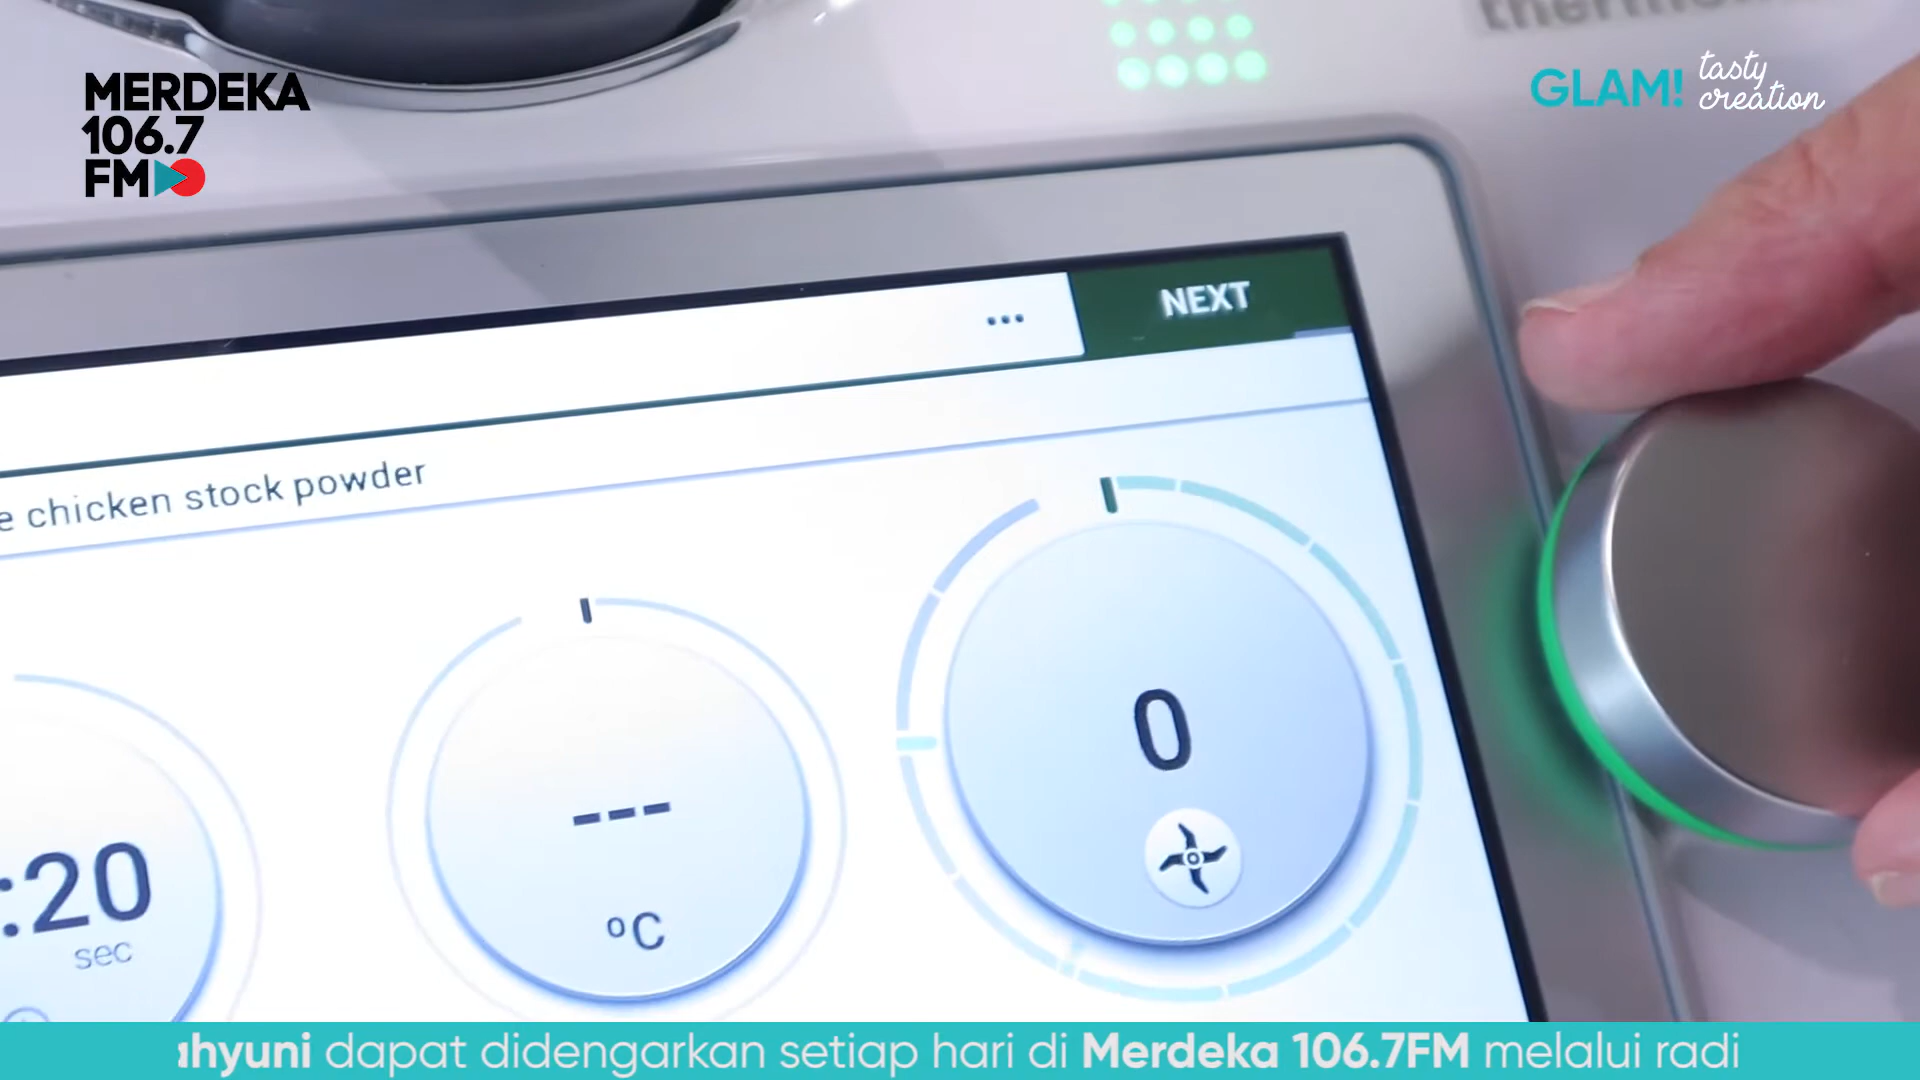 MERDEKA
106.7
FM
GLAM! tasty creation
NEXT
e chicken stock powder
:20
sec
---
°C
0
ahyuni dapat didengarkan setiap hari di Merdeka 106.7FM melalui radi